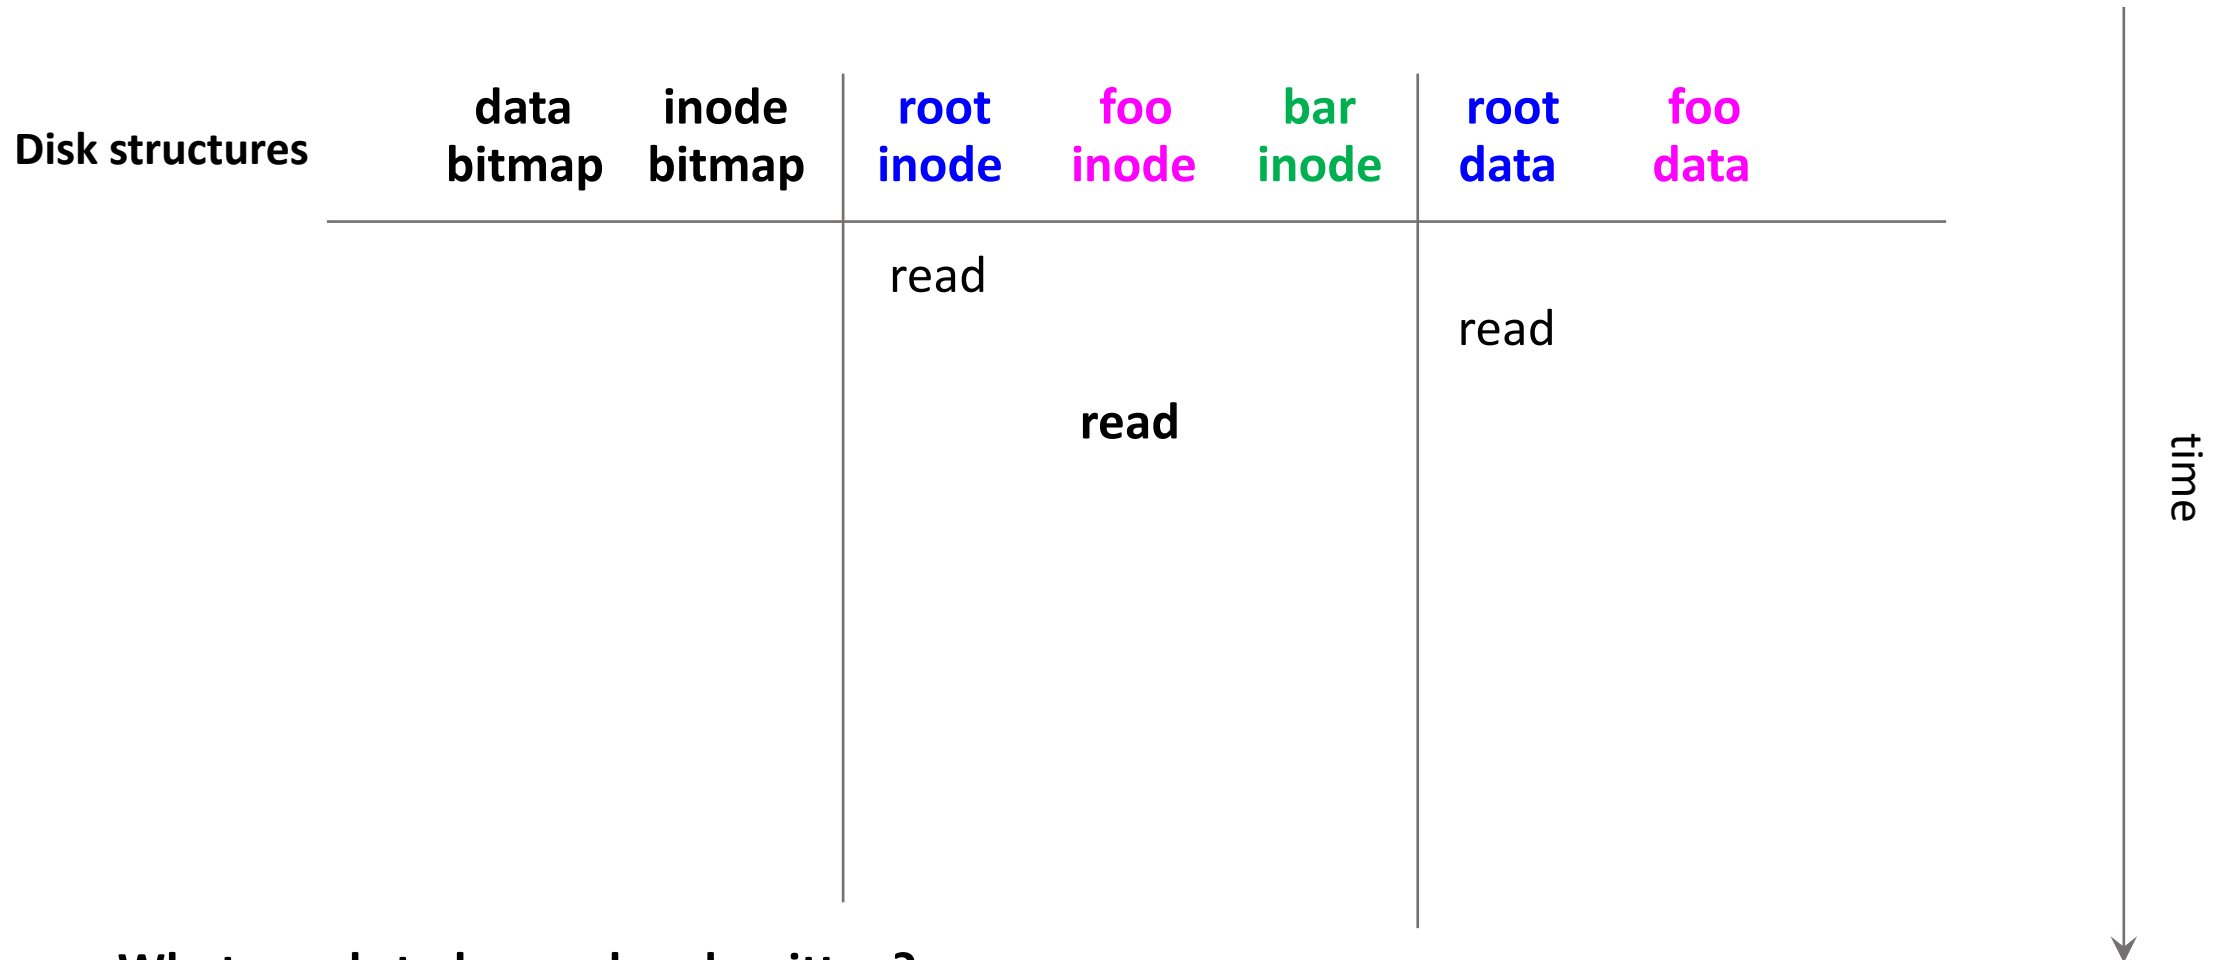 Disk structures
data bitmap
inode bitmap
root inode
foo inode
bar inode
root data
foo data
read
read
read
time